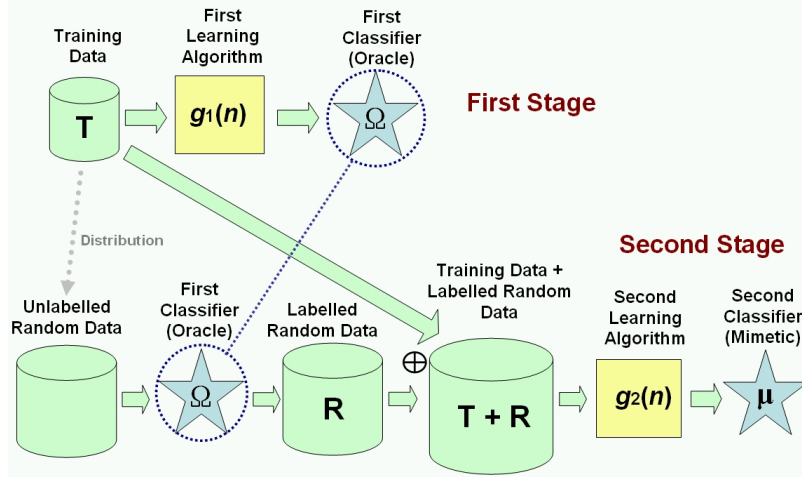 Training
Data
First
Learning
Algorithm
First
Classifier
(Oracle)
T
g1(n)
Ω
First Stage
Distribution
Second Stage
Unlabelled
Random Data
First
Classifier
(Oracle)
Labelled
Random Data
Training Data +
Labelled Random
Data
Second
Learning
Algorithm
Second
Classifier
(Mimetic)
Ω
R
⊕
T + R
g2(n)
μ